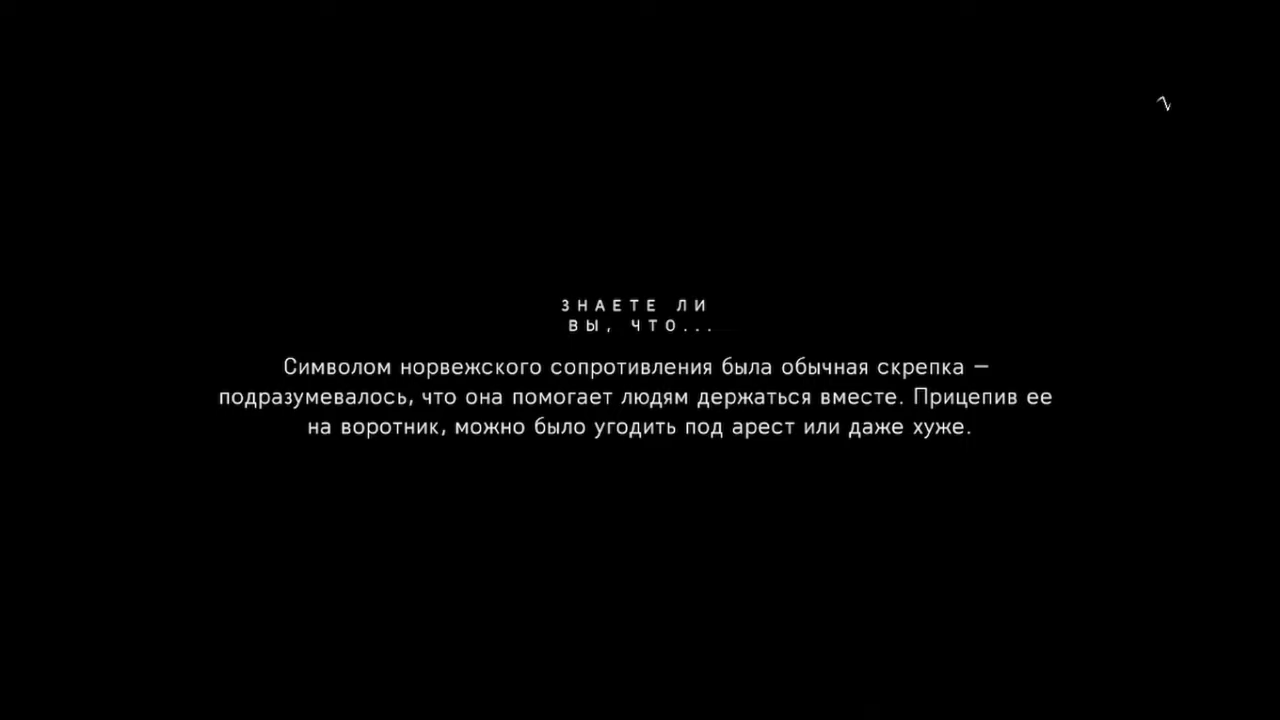 ЗНАЕТЕ ЛИ
ВЫ, ЧТО...
Символом норвежского сопротивления была обычная скрепка —
подразумевалось, что она помогает людям держаться вместе. Прицепив ее
на воротник, можно было угодить под арест или даже хуже.